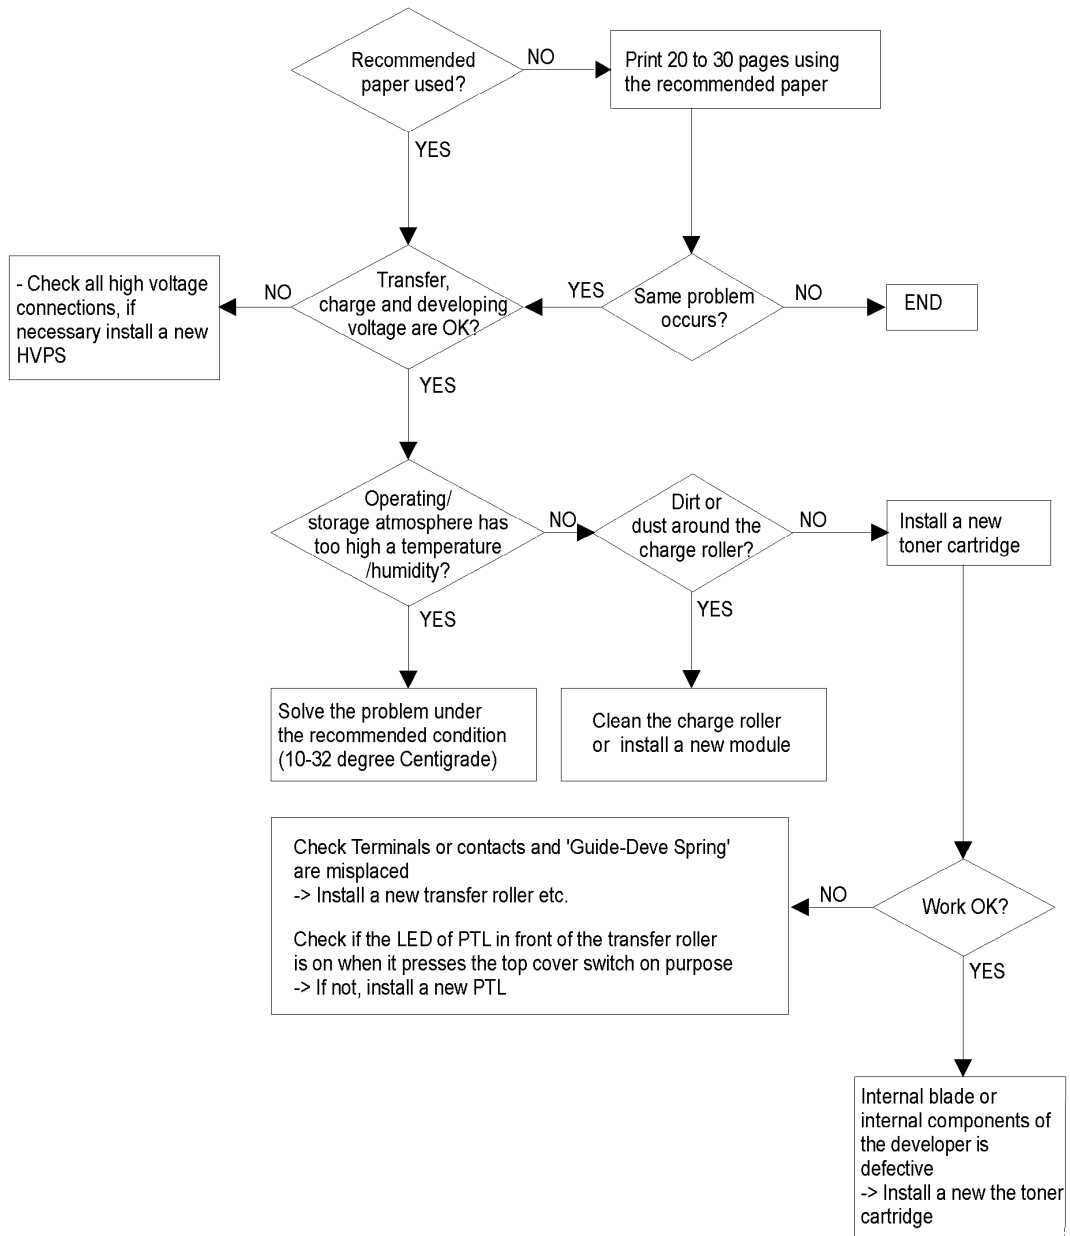 Recommended
paper used?
NO
Print 20 to 30 pages using
the recommended paper
YES
- Check all high voltage
connections, if
necessary install a new
HVPS
NO
Transfer,
charge and developing
voltage are OK?
YES
Same problem
occurs?
NO
END
YES
Operating/
storage atmosphere has
too high a temperature
/humidity?
NO
Dirt or
dust around the
charge roller?
NO
Install a new
toner cartridge
YES
YES
Solve the problem under
the recommended condition
(10-32 degree Centigrade)
Clean the charge roller
or install a new module
Check Terminals or contacts and 'Guide-Deve Spring'
are misplaced
-> Install a new transfer roller etc.
Check if the LED of PTL in front of the transfer roller
is on when it presses the top cover switch on purpose
-> If not, install a new PTL
NO
Work OK?
YES
Internal blade or
internal components of
the developer is
defective
-> Install a new the toner
cartridge